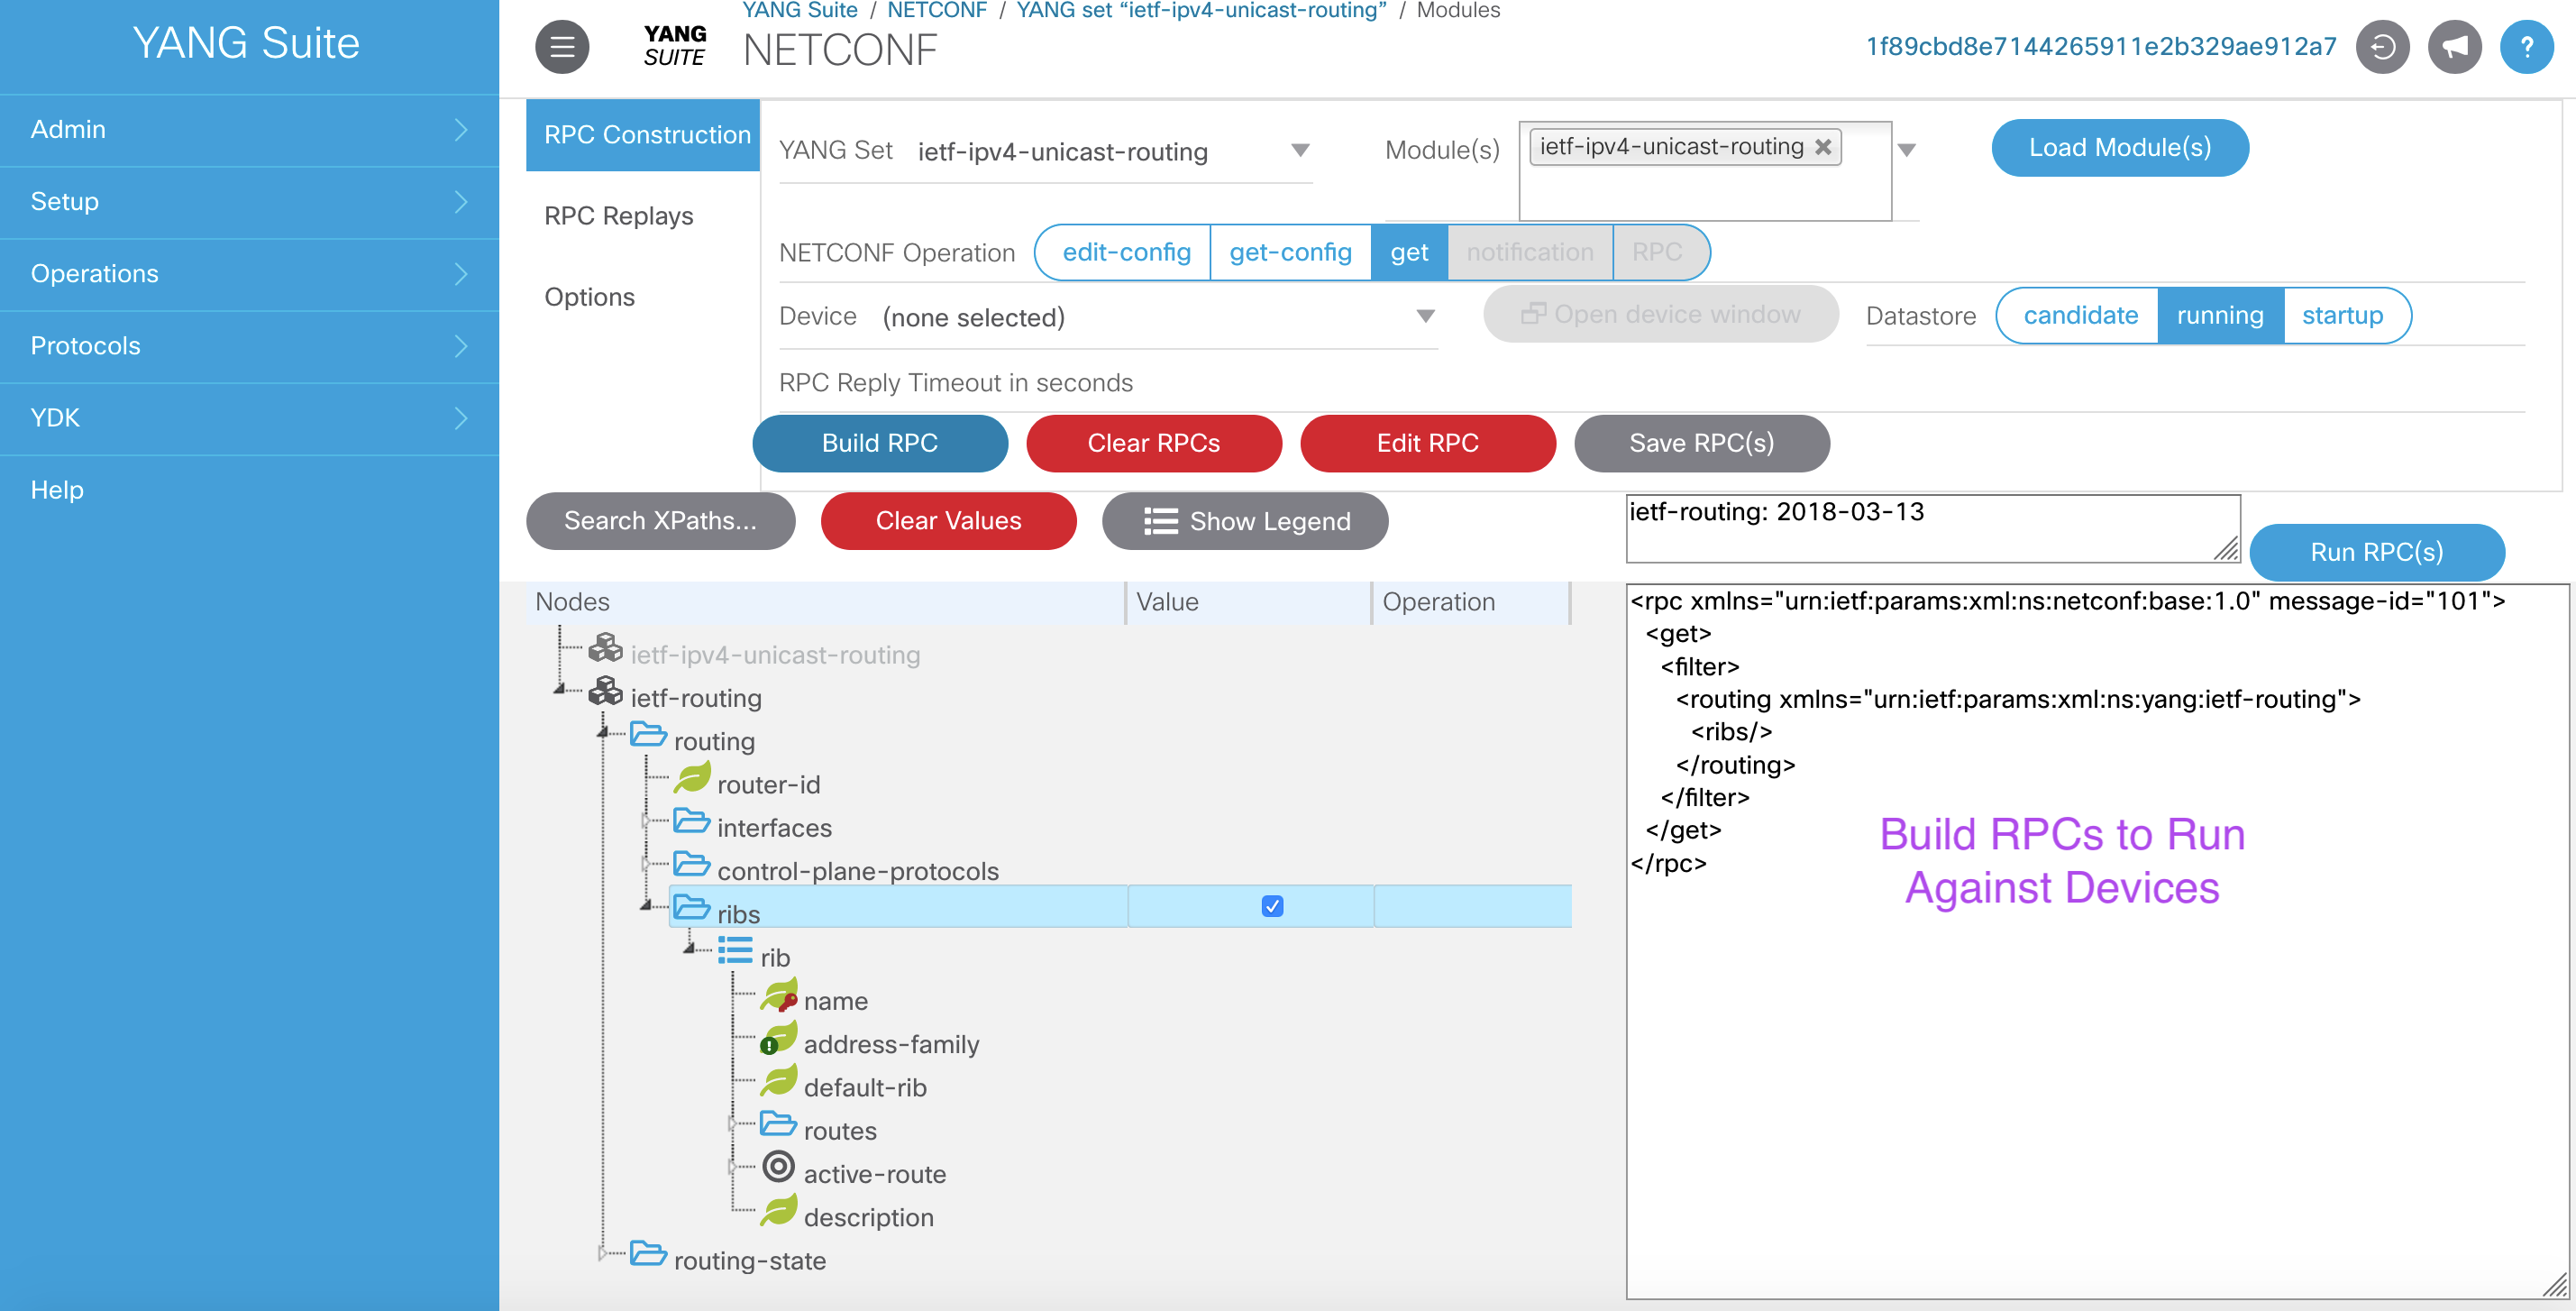 YANG Suite
Admin
Setup
Operations
Protocols
YDK
Help
YANG SUITE
YANG Suite / NETCONF / YANG set “ietf-ipv4-unicast-routing” / Modules
NETCONF
1f89cbd8e7144265911e2b329ae912a7
?
RPC Construction
RPC Replays
Options
YANG Set ietf-ipv4-unicast-routing
Module(s) ietf-ipv4-unicast-routing
Load Module(s)
NETCONF Operation edit-config get-config get notification RPC
Device (none selected) Open device window Datastore candidate running startup
RPC Reply Timeout in seconds
Build RPC Clear RPCs Edit RPC Save RPC(s)
Search XPaths... Clear Values Show Legend
ietf-routing: 2018-03-13
Run RPC(s)
Nodes Value Operation
ietf-ipv4-unicast-routing
ietf-routing
routing
router-id
interfaces
control-plane-protocols
ribs
rib
name
address-family
default-rib
routes
active-route
description
routing-state
<rpc xmlns="urn:ietf:params:xml:ns:netconf:base:1.0" message-id="101">
<get>
<filter>
<routing xmlns="urn:ietf:params:xml:ns:yang:ietf-routing">
<ribs/>
</routing>
</filter>
</get>
</rpc>
Build RPCs to Run
Against Devices